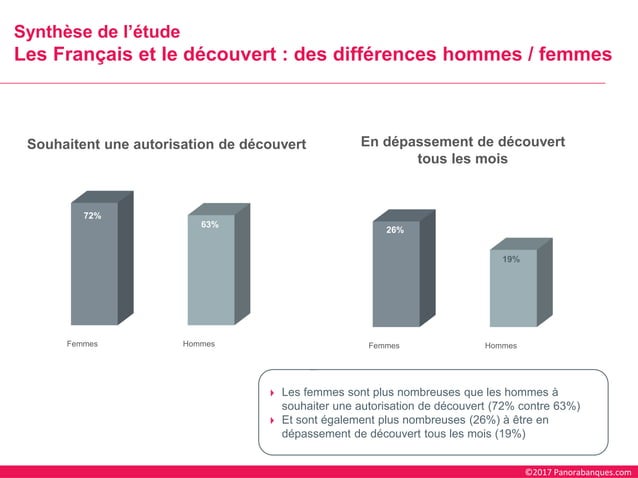 Synthèse de l’étude
Les Français et le découvert : des différences hommes / femmes
Souhaitent une autorisation de découvert
72%
63%
Femmes
Hommes
En dépassement de découvert
tous les mois
26%
19%
Femmes
Hommes
Les femmes sont plus nombreuses que les hommes à
souhaiter une autorisation de découvert (72% contre 63%)
Et sont également plus nombreuses (26%) à être en
dépassement de découvert tous les mois (19%)
©2017 Panorabanques.com